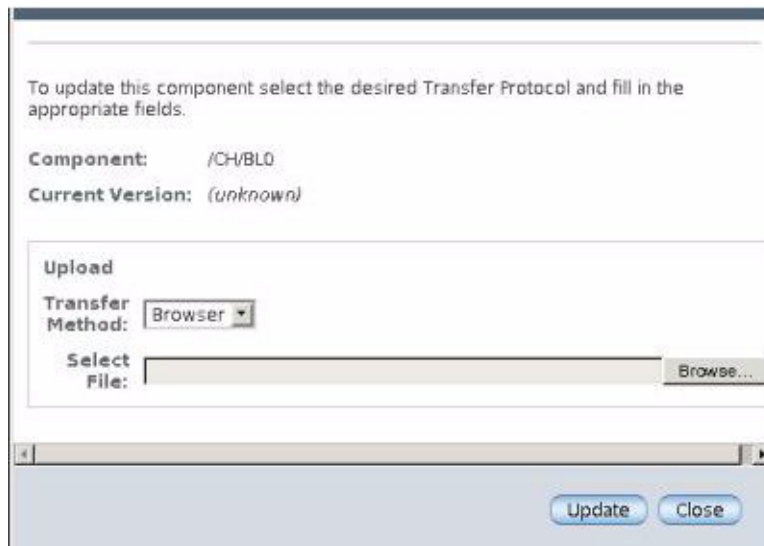 To update this component select the desired Transfer Protocol and fill in the
appropriate fields.
Component: /CH/BL0
Current Version: (unknown)
Upload
Transfer
Method: Browser
Select
File: Browse...
Update Close